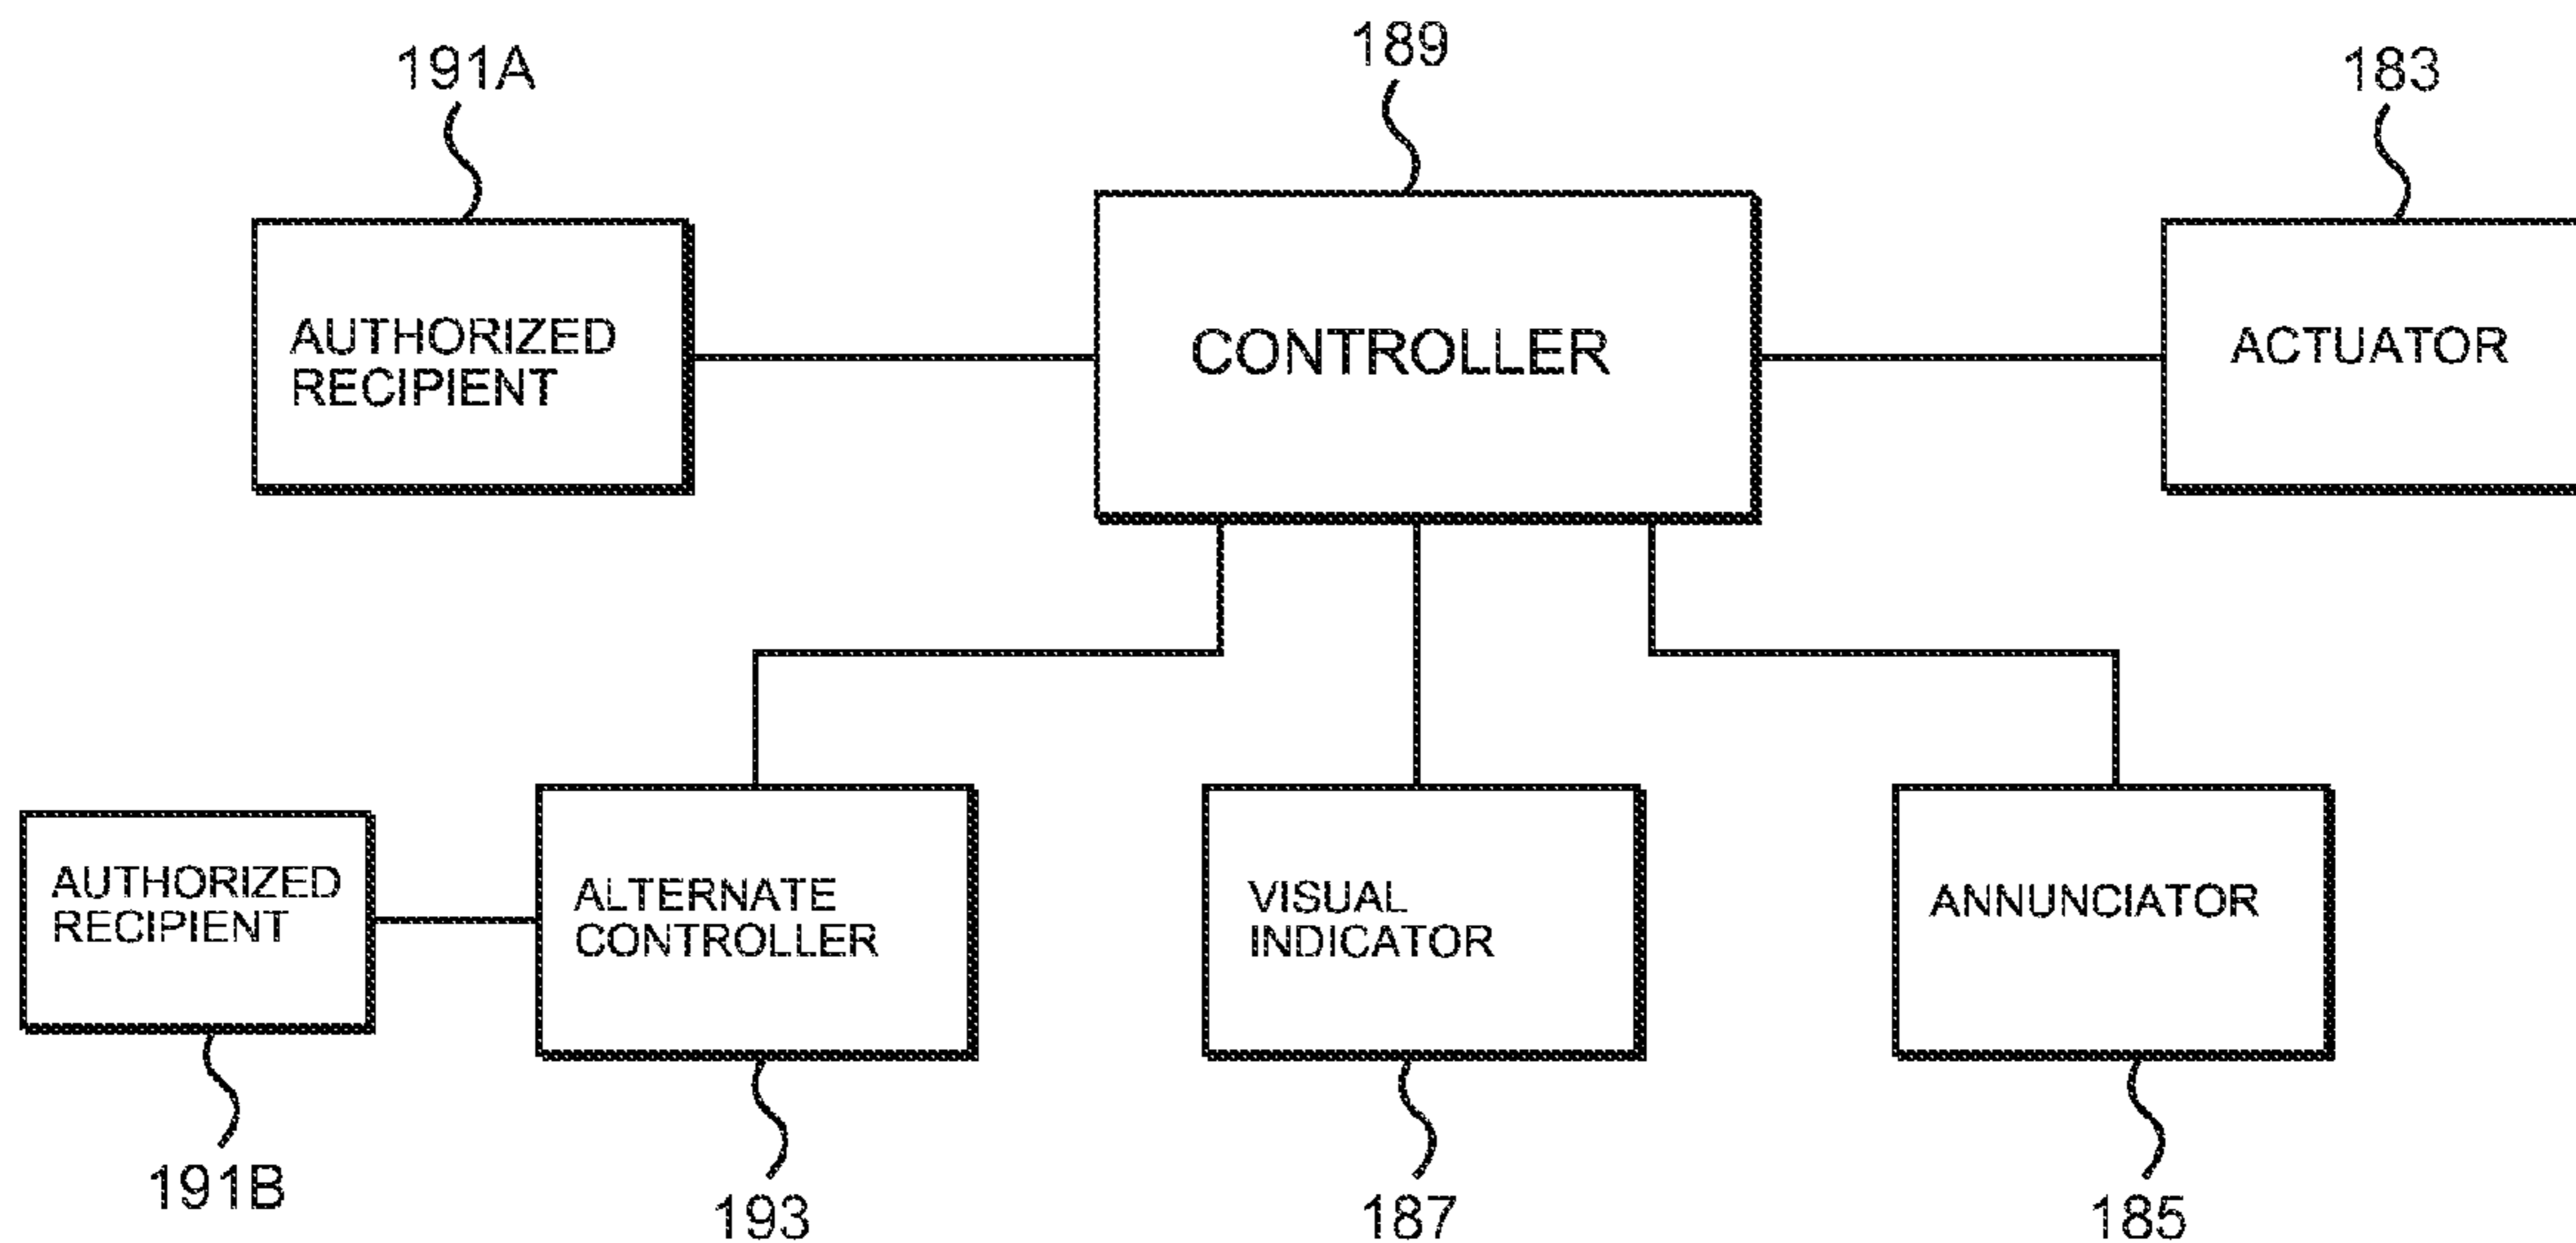 191A
189
183
AUTHORIZED
RECIPIENT
CONTROLLER
ACTUATOR
AUTHORIZED
RECIPIENT
ALTERNATE
CONTROLLER
VISUAL
INDICATOR
ANNUNCIATOR
191B
193
187
185